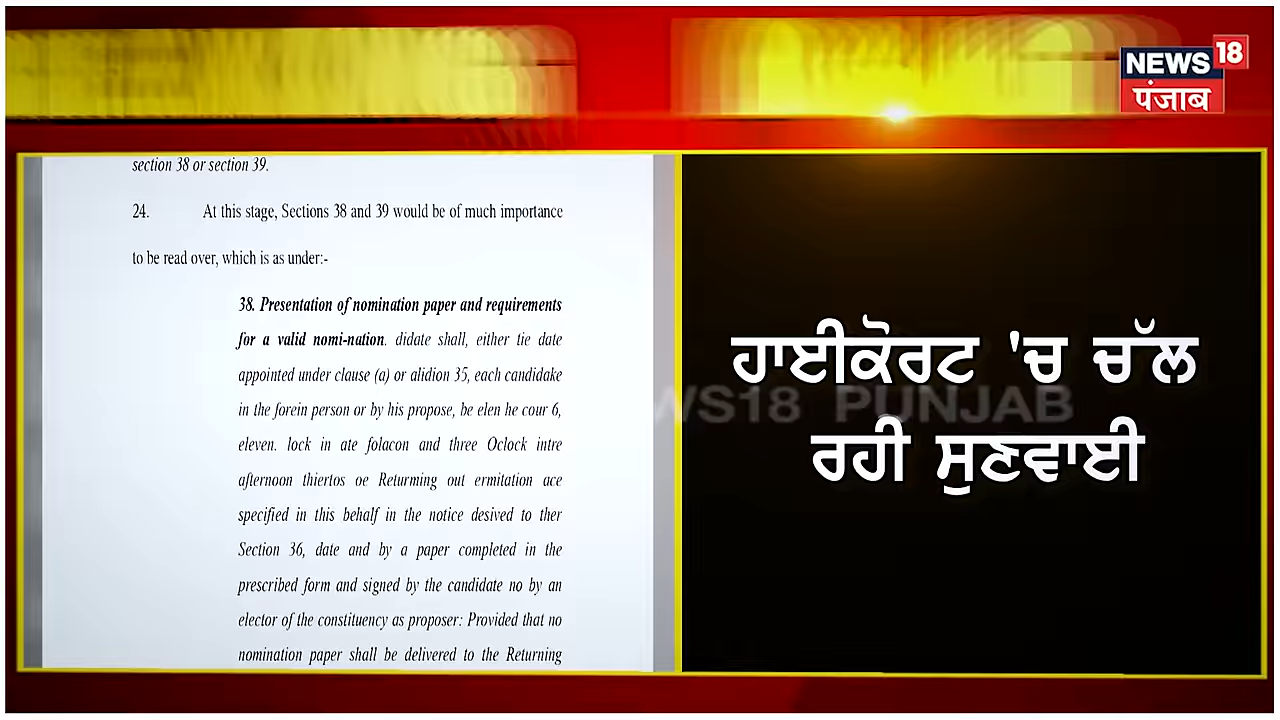 NEWS 18
ਪੰਜਾਬ
section 38 or section 39.
24. At this stage, Sections 38 and 39 would be of much importance
to be read over, which is as under:-
38. Presentation of nomination paper and requirements
for a valid nomi-nation. didate shall, either tie date
appointed under clause (a) or alidion 35, each candidake
in the forein person or by his propose, be elen he cour 6,
eleven. lock in ate folacon and three Oclock intre
afternoon thiertos oe Returming out ermitation ace
specified in this behalf in the notice desived to ther
Section 36, date and by a paper completed in the
prescribed form and signed by the candidate no by an
elector of the constituency as proposer: Provided that no
nomination paper shall be delivered to the Returning
ਹਾਈਕੋਰਟ 'ਚ ਚੱਲ
ਰਹੀ ਸੁਣਵਾਈ
WS18 PUNJAB